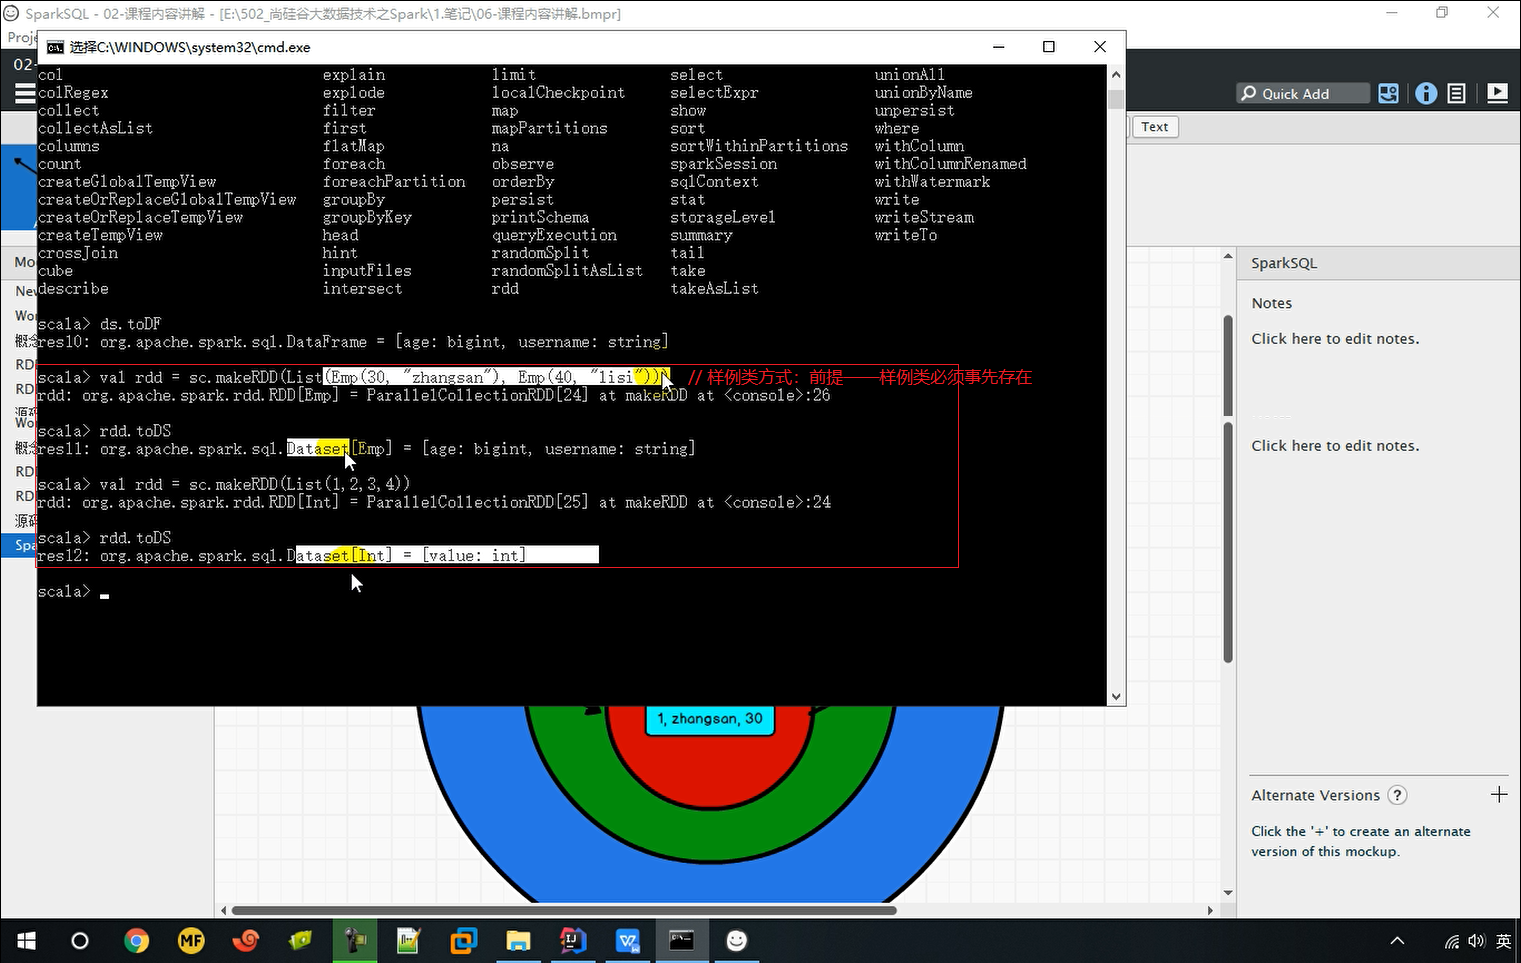 SparkSQL - 02-课程内容讲解 - [E:\502_尚硅谷大数据技术之Spark\1.笔记\06-课程内容讲解.bmpr]
Proje
选择C:\WINDOWS\system32\cmd.exe
02-
Quick Add
Text
col explain limit select unionAll
colRegex explode localCheckpoint selectExpr unionByName
collect filter map show unpersist
collectAsList first mapPartitions sort where
columns flatMap na sortWithinPartitions withColumn
count foreach observe sparkSession withColumnRenamed
createGlobalTempView foreachPartition orderBy sqlContext withWatermark
createOrReplaceGlobalTempView groupBy persist stat write
createOrReplaceTempView groupByKey printSchema storageLevel writeStream
createTempView head queryExecution summary writeTo
crossJoin hint randomSplit tail
cube inputFiles randomSplitAsList take
describe intersect rdd takeAsList
scala> ds.toDF
res10: org.apache.spark.sql.DataFrame = [age: bigint, username: string]
scala> val rdd = sc.makeRDD(List(Emp(30, "zhangsan"), Emp(40, "lisi"))) // 样例类方式：前提——样例类必须事先存在
rdd: org.apache.spark.rdd.RDD[Emp] = ParallelCollectionRDD[24] at makeRDD at <console>:26
scala> rdd.toDS
res11: org.apache.spark.sql.Dataset[Emp] = [age: bigint, username: string]
scala> val rdd = sc.makeRDD(List(1,2,3,4))
rdd: org.apache.spark.rdd.RDD[Int] = ParallelCollectionRDD[25] at makeRDD at <console>:24
scala> rdd.toDS
res12: org.apache.spark.sql.Dataset[Int] = [value: int]
scala>
Mo
New
Wor
概念
RD
RD
源码
Wor
概念
RD
RD
源码
Spa
1, zhangsan, 30
SparkSQL
Notes
Click here to edit notes.
Click here to edit notes.
Alternate Versions ?
Click the '+' to create an alternate
version of this mockup.
MF
英